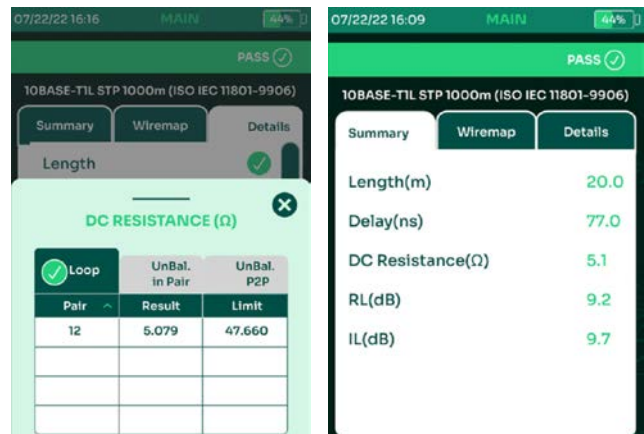 07/22/22 16:16 MAIN 44%
PASS
10BASE-T1L STP 1000m (ISO IEC 11801-9906)
Summary Wiremap Details
Length
DC RESISTANCE (Ω)
Loop UnBal. in Pair UnBal. P2P
Pair Result Limit
12 5.079 47.660
07/22/22 16:09 MAIN 44%
PASS
10BASE-T1L STP 1000m (ISO IEC 11801-9906)
Summary Wiremap Details
Length(m) 20.0
Delay(ns) 77.0
DC Resistance(Ω) 5.1
RL(dB) 9.2
IL(dB) 9.7